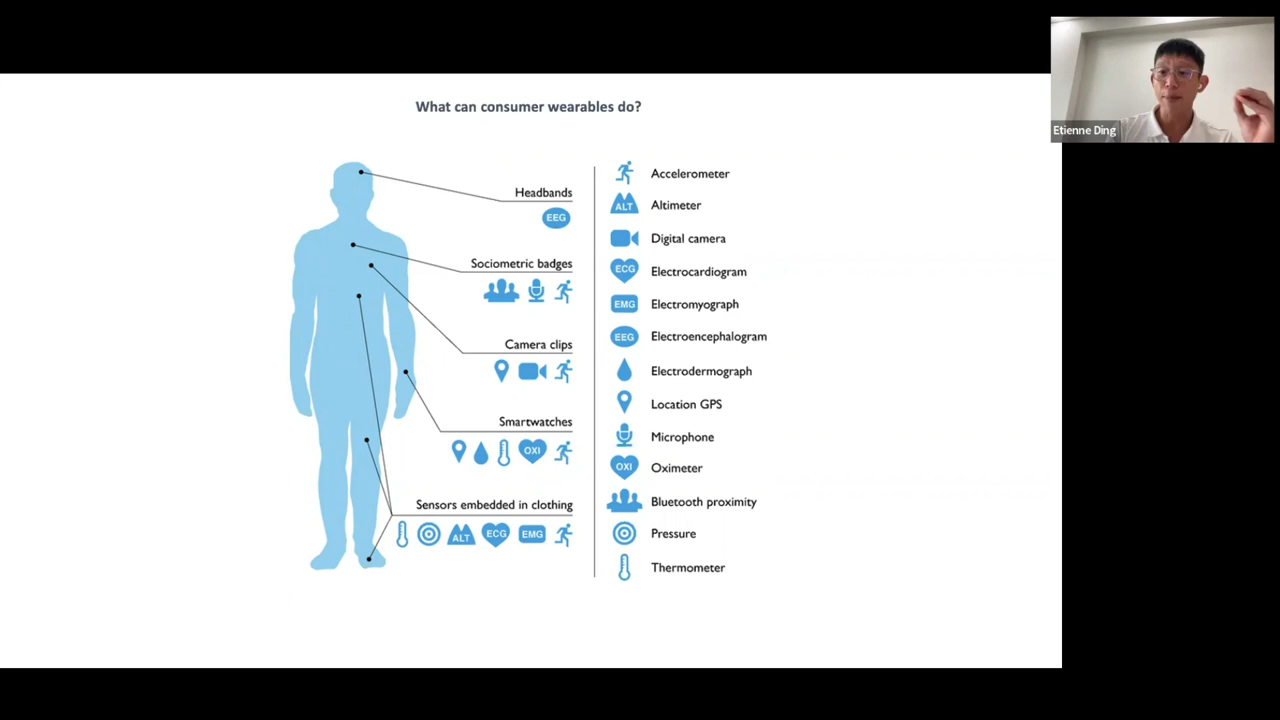 What can consumer wearables do?
Etienne Ding
Headbands
EEG
Sociometric badges
Camera clips
Smartwatches
OXI
Sensors embedded in clothing
ALT
ECG
EMG
Accelerometer
ALT
Altimeter
Digital camera
ECG
Electrocardiogram
EMG
Electromyograph
EEG
Electroencephalogram
Electrodermograph
Location GPS
Microphone
OXI
Oximeter
Bluetooth proximity
Pressure
Thermometer